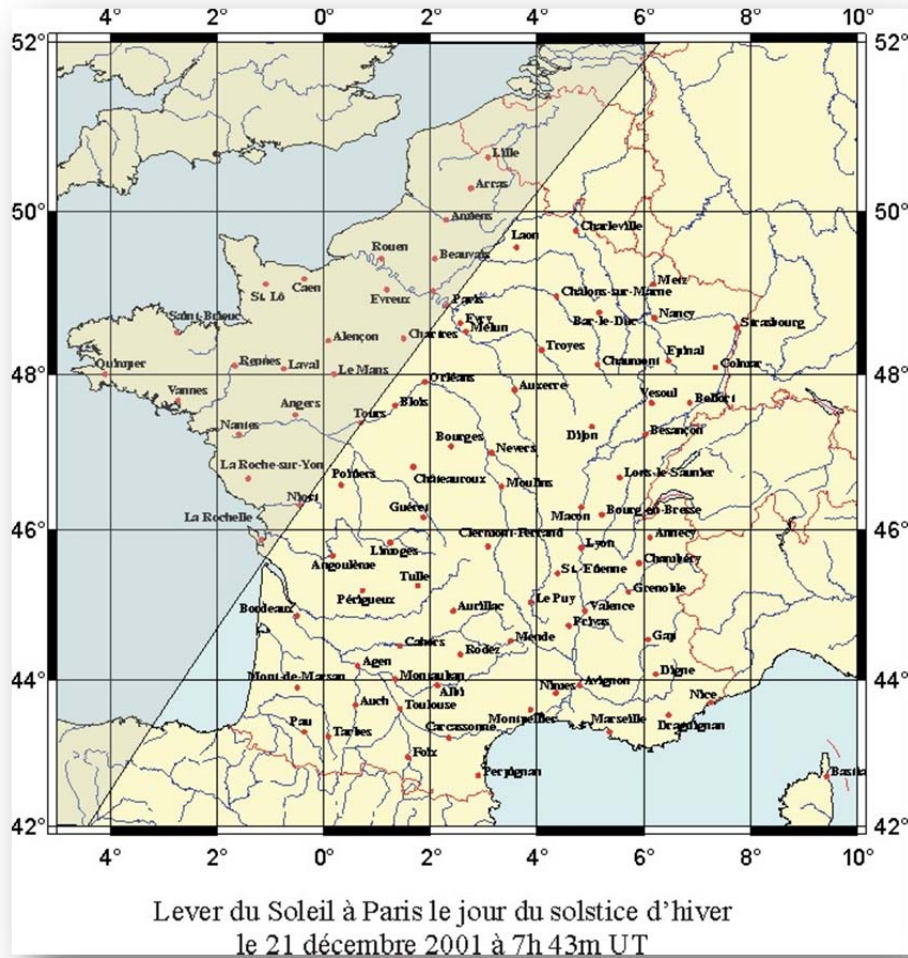 4° 2° 0° 2° 4° 6° 8° 10°
52° 52°
Lille
Arras
50° 50°
Amiens
Charleville
Laon
Rouen
Beauvais
Metz
Caen
St. Lô
Evreux
Châlons-sur-Marne
Paris
Nancy
Evry
Bar-le-Duc
Strasbourg
Saint-Brieuc
Melun
Alençon
Chartres
Troyes
Epinal
Chaumont
Colmar
Quimper
Rennes
Laval
Le Mans
48° 48°
Orléans
Auxerre
Vesoul
Belfort
Vannes
Blois
Angers
Tours
Nantes
Dijon
Besançon
Bourges
Nevers
La Roche-sur-Yon
Poitiers
Châteauroux
Lons-le-Saunier
Moulins
Niort
Guéret
Macon
Bourg-en-Bresse
46° 46°
La Rochelle
Clermont-Ferrand
Annecy
Limoges
Lyon
Angoulême
Chambéry
Tulle
St. Etienne
Périgueux
Grenoble
Le Puy
Bordeaux
Aurillac
Valence
Privas
Cahors
Mende
Gap
Rodez
Agen
Digne
44° 44°
Mont-de-Marsan
Montauban
Albi
Nîmes
Avignon
Nice
Auch
Toulouse
Montpellier
Marseille
Draguignan
Pau
Tarbes
Carcassonne
Foix
Perpignan
Bastia
42° 42°
4° 2° 0° 2° 4° 6° 8° 10°
Lever du Soleil à Paris le jour du solstice d'hiver
le 21 décembre 2001 à 7h 43m UT